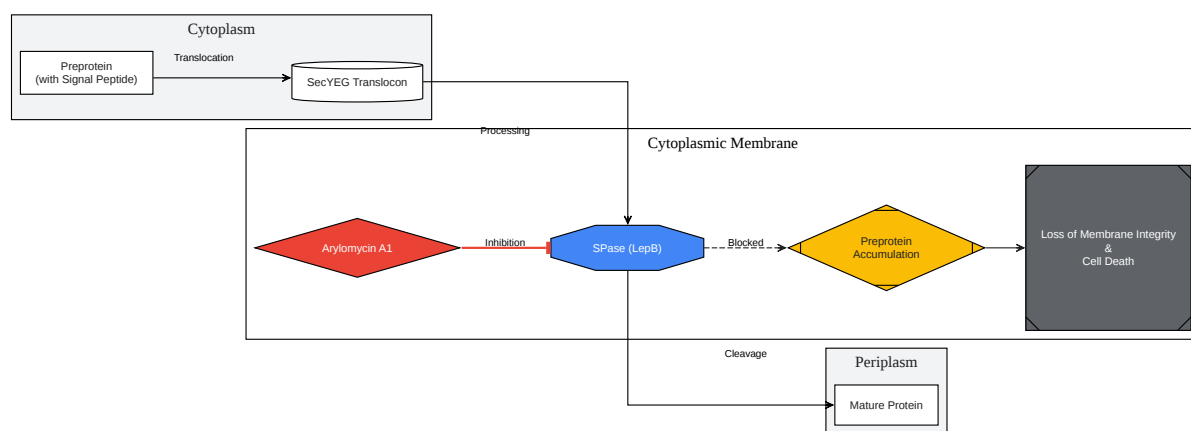 Cytoplasm
Translocation
Preprotein
(with Signal Peptide)
SecYEG Translocon
Processing
Cytoplasmic Membrane
Arylomycin A1
Inhibition
SPase (LepB)
Blocked
Preprotein
Accumulation
Loss of Membrane Integrity
&
Cell Death
Cleavage
Periplasm
Mature Protein